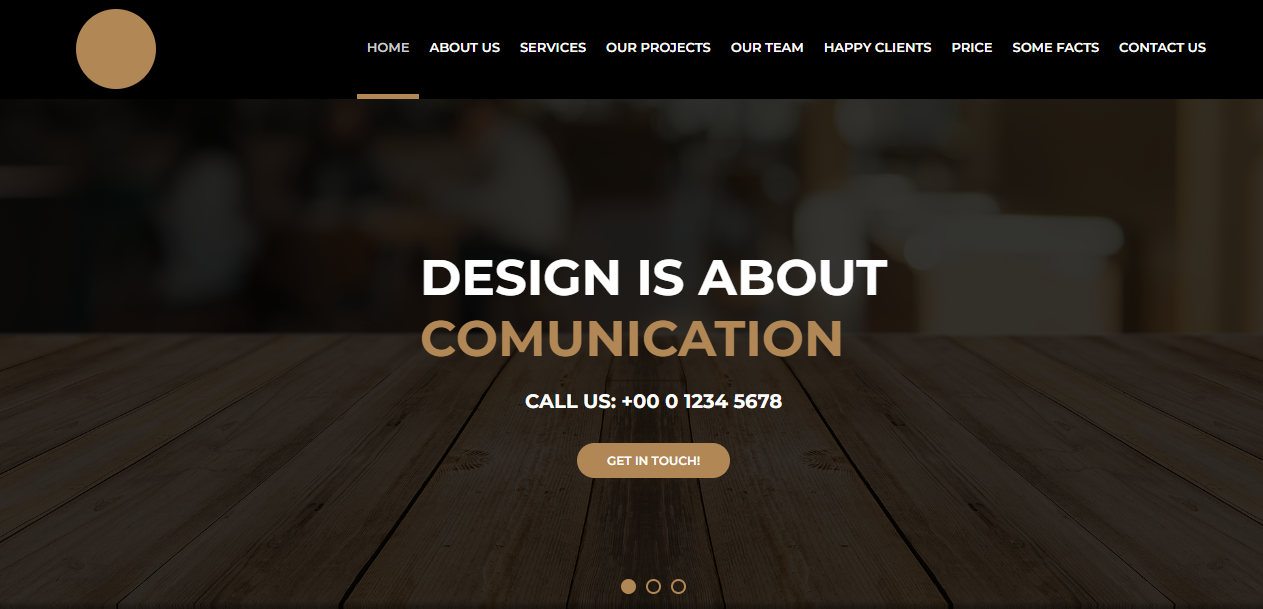 HOME ABOUT US SERVICES OUR PROJECTS OUR TEAM HAPPY CLIENTS PRICE SOME FACTS CONTACT US
DESIGN IS ABOUT
COMUNICATION
CALL US: +00 0 1234 5678
GET IN TOUCH!